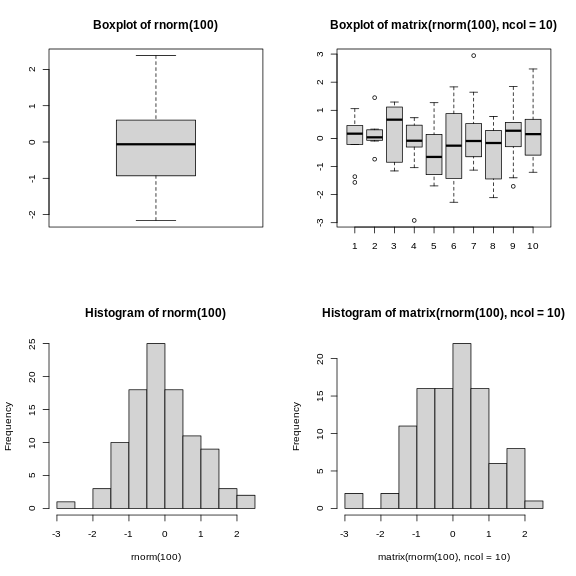 Boxplot of rnorm(100)
2
1
0
-1
-2
Boxplot of matrix(rnorm(100), ncol = 10)
3
2
1
0
-1
-2
-3
1 2 3 4 5 6 7 8 9 10
Histogram of rnorm(100)
Frequency
25
20
15
10
5
0
-3 -2 -1 0 1 2
rnorm(100)
Histogram of matrix(rnorm(100), ncol = 10)
Frequency
20
15
10
5
0
-3 -2 -1 0 1 2
matrix(rnorm(100), ncol = 10)